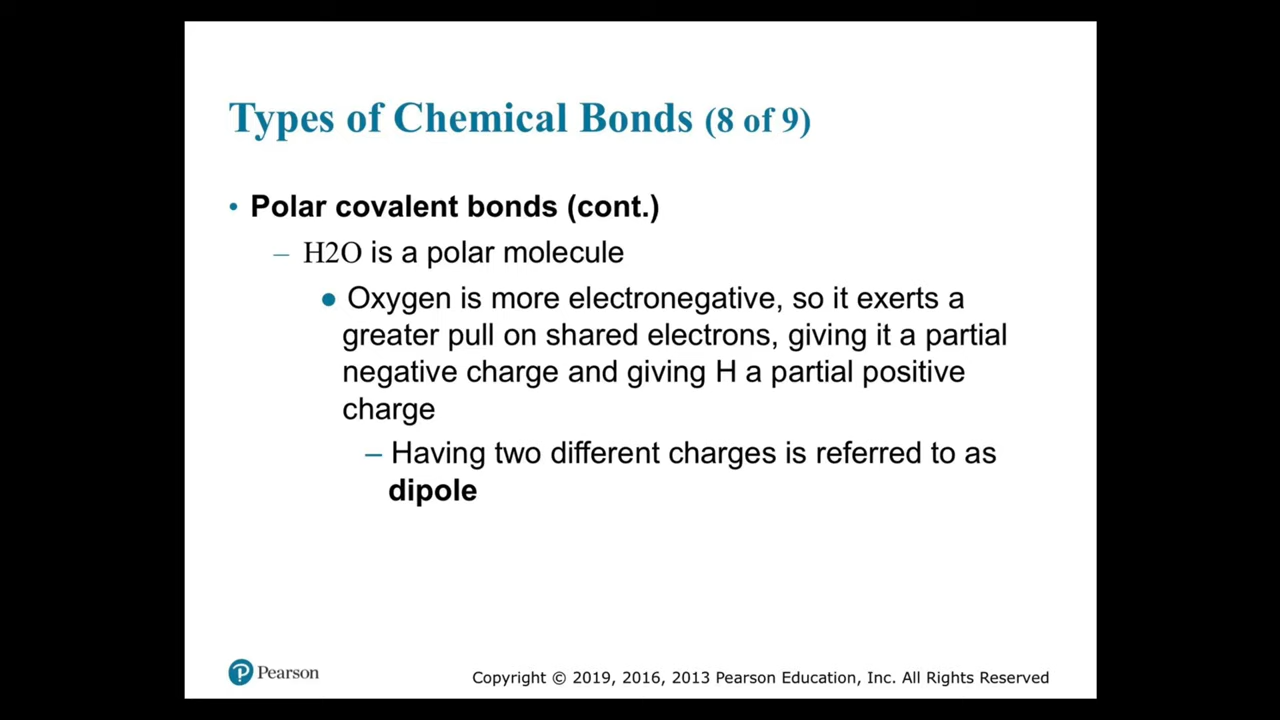 Types of Chemical Bonds (8 of 9)
• Polar covalent bonds (cont.)
– H2O is a polar molecule
● Oxygen is more electronegative, so it exerts a
greater pull on shared electrons, giving it a partial
negative charge and giving H a partial positive
charge
– Having two different charges is referred to as
dipole
Pearson
Copyright © 2019, 2016, 2013 Pearson Education, Inc. All Rights Reserved